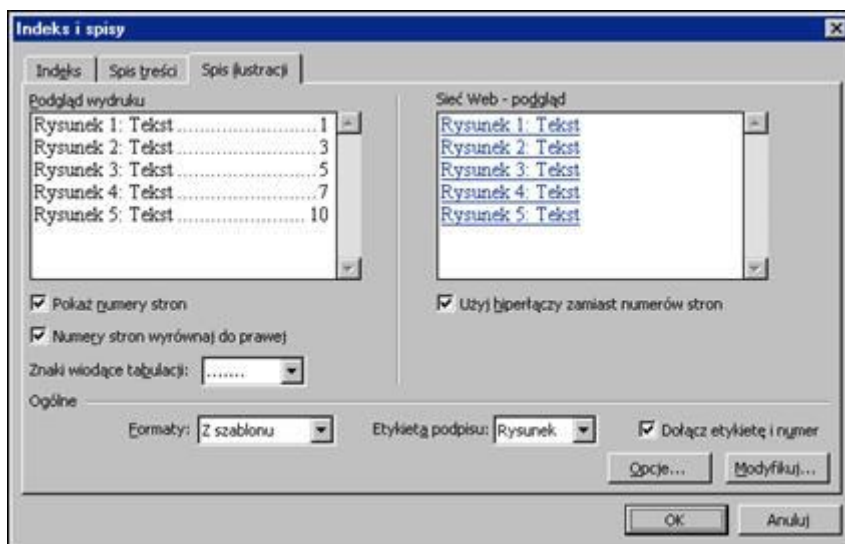 Indeks i spisy
Indeks Spis treści Spis ilustracji
Podgląd wydruku
Rysunek 1: Tekst..........................1
Rysunek 2: Tekst..........................3
Rysunek 3: Tekst..........................5
Rysunek 4: Tekst..........................7
Rysunek 5: Tekst........................10
Sieć Web - podgląd
Rysunek 1: Tekst
Rysunek 2: Tekst
Rysunek 3: Tekst
Rysunek 4: Tekst
Rysunek 5: Tekst
Pokaż numery stron
Użyj hiperłączy zamiast numerów stron
Numery stron wyrównaj do prawej
Znaki wiodące tabulacji: .......
Ogólne
Formaty: Z szablonu Etykieta podpisu: Rysunek Dołącz etykietę i numer
Opcje... Modyfikuj...
OK Anuluj